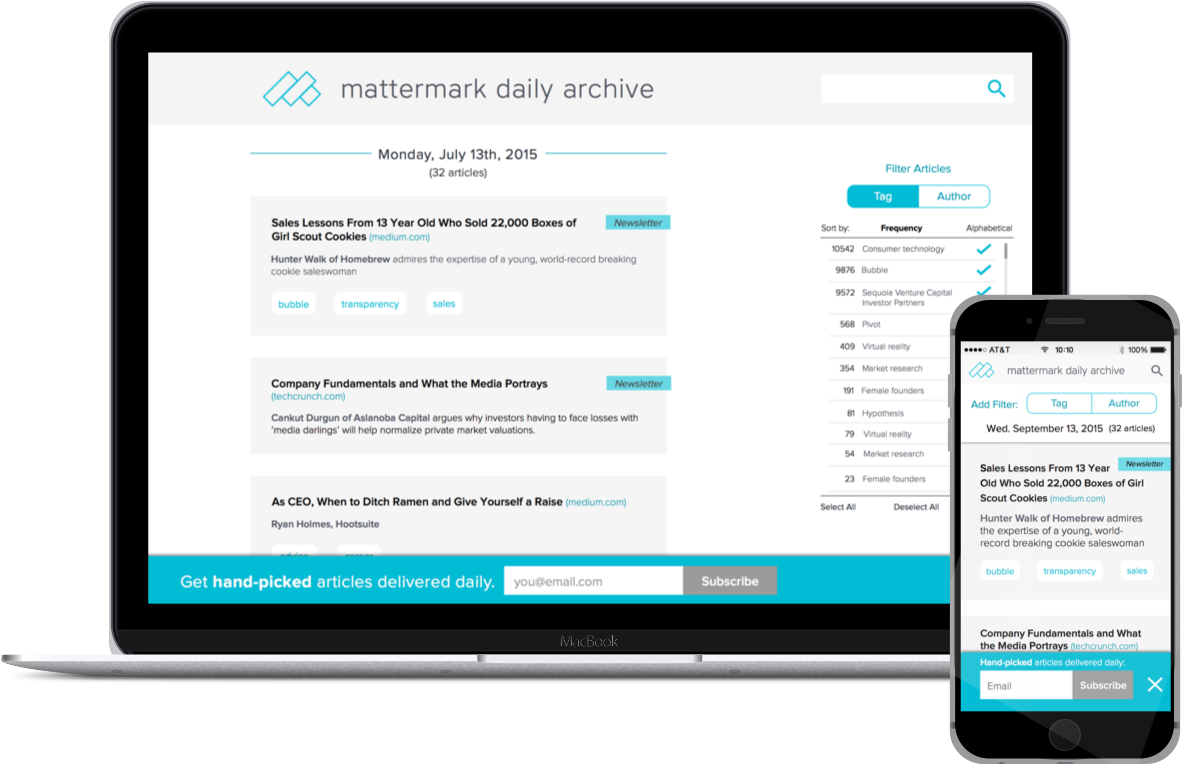 mattermark daily archive
Monday, July 13th, 2015
(32 articles)
Sales Lessons From 13 Year Old Who Sold 22,000 Boxes of
Girl Scout Cookies (medium.com)
Newsletter
Hunter Walk of Homebrew admires the expertise of a young, world-record breaking
cookie saleswoman
bubble
transparency
sales
Company Fundamentals and What the Media Portrays
(techcrunch.com)
Newsletter
Cankut Durgun of Aslanoba Capital argues why investors having to face losses with
'media darlings' will help normalize private market valuations.
As CEO, When to Ditch Ramen and Give Yourself a Raise (medium.com)
Ryan Holmes, Hootsuite
Get hand-picked articles delivered daily.
you@email.com
Subscribe
Filter Articles
Tag
Author
Sort by:
Frequency
Alphabetical
10542 Consumer technology
9876 Bubble
9572 Sequoia Venture Capital
Investor Partners
568 Pivot
409 Virtual reality
354 Market research
191 Female founders
81 Hypothesis
79 Virtual reality
54 Market research
23 Female founders
Select All
Deselect All
MacBook
AT&T
10:10
100%
mattermark daily archive
Add Filter:
Tag
Author
Wed. September 13, 2015 (32 articles)
Newsletter
Sales Lessons From 13 Year
Old Who Sold 22,000 Boxes of Girl
Scout Cookies (medium.com)
Hunter Walk of Homebrew admires
the expertise of a young, world-
record breaking cookie saleswoman
bubble
transparency
sales
Company Fundamentals and What
the Media Portrays (techcrunch.com)
Hand-picked articles delivered daily:
Email
Subscribe